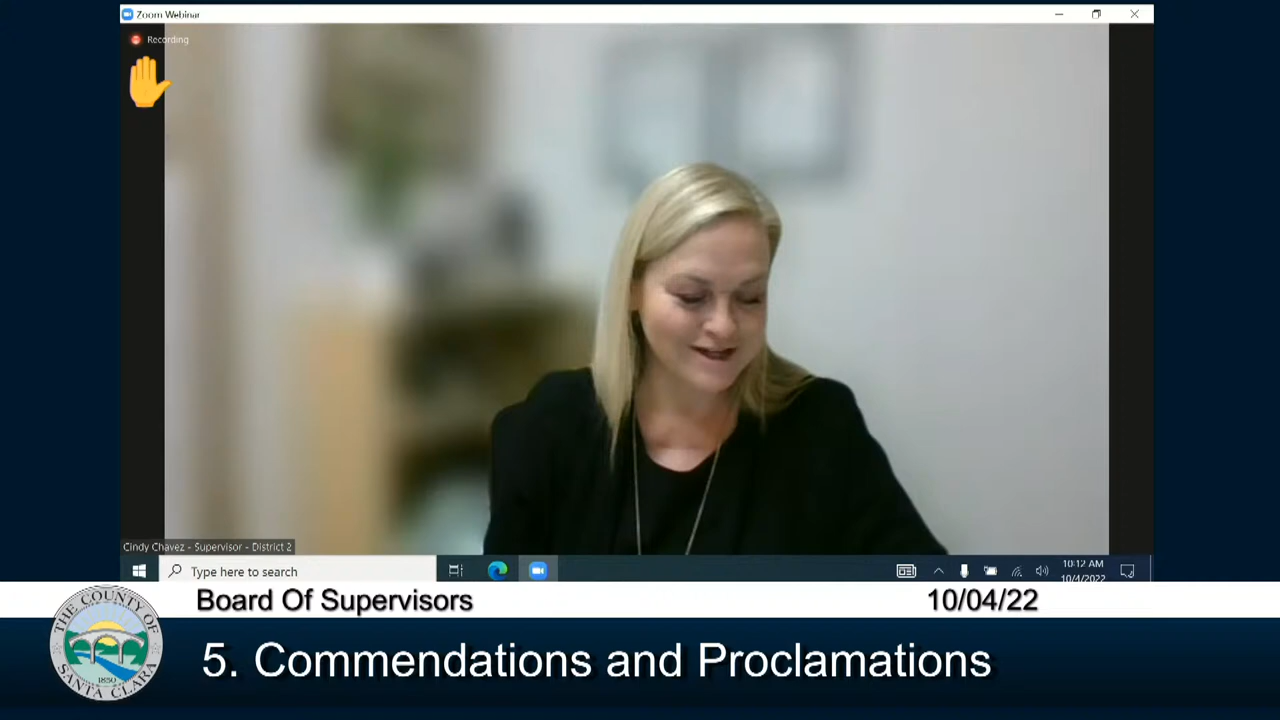 Zoom Webinar
Recording
Cindy Chavez - Supervisor - District 2
Type here to search
10:12 AM
10/4/2022
Board Of Supervisors
10/04/22
THE COUNTY OF
SANTA CLARA
1850
5. Commendations and Proclamations